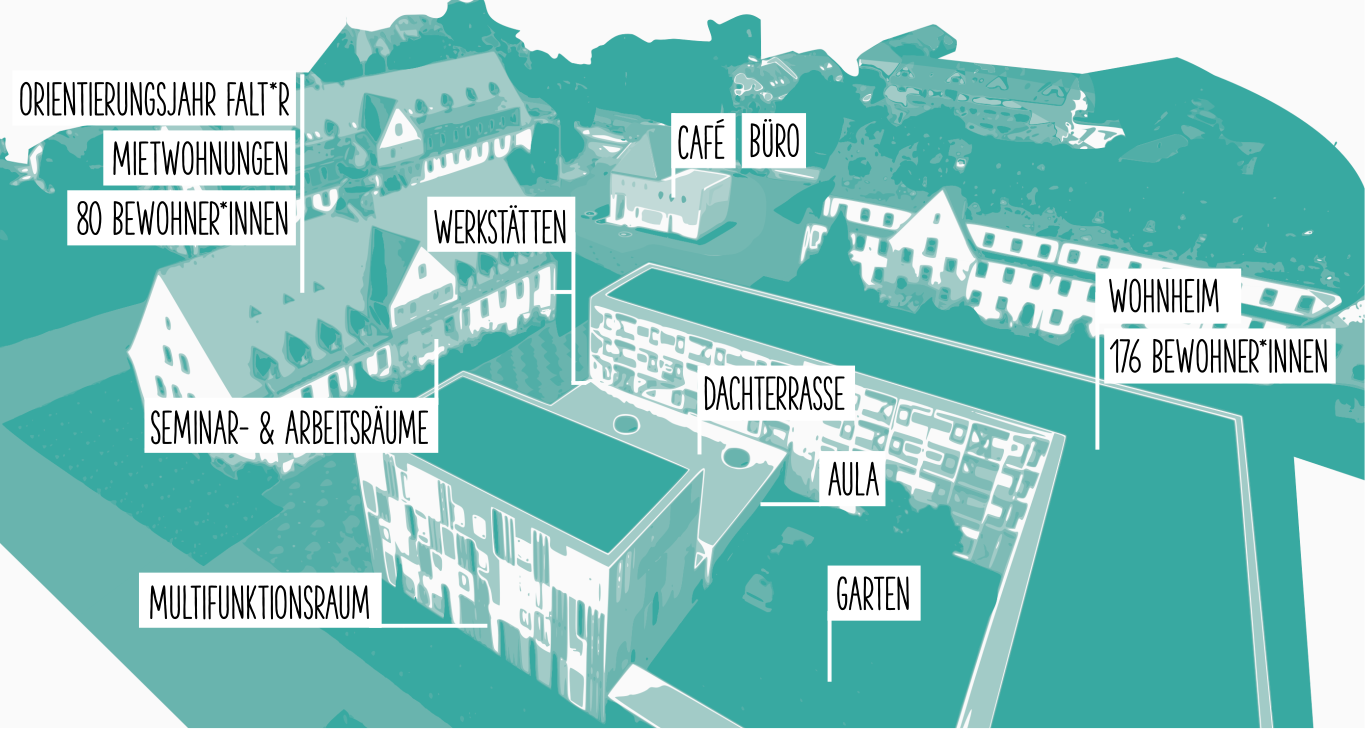 ORIENTIERUNGSJAHR FALT*R
MIETWOHNUNGEN
80 BEWOHNER*INNEN
CAFÉ
BÜRO
WERKSTÄTTEN
WOHNHEIM
176 BEWOHNER*INNEN
DACHTERRASSE
SEMINAR- & ARBEITSRÄUME
AULA
MULTIFUNKTIONSRAUM
GARTEN